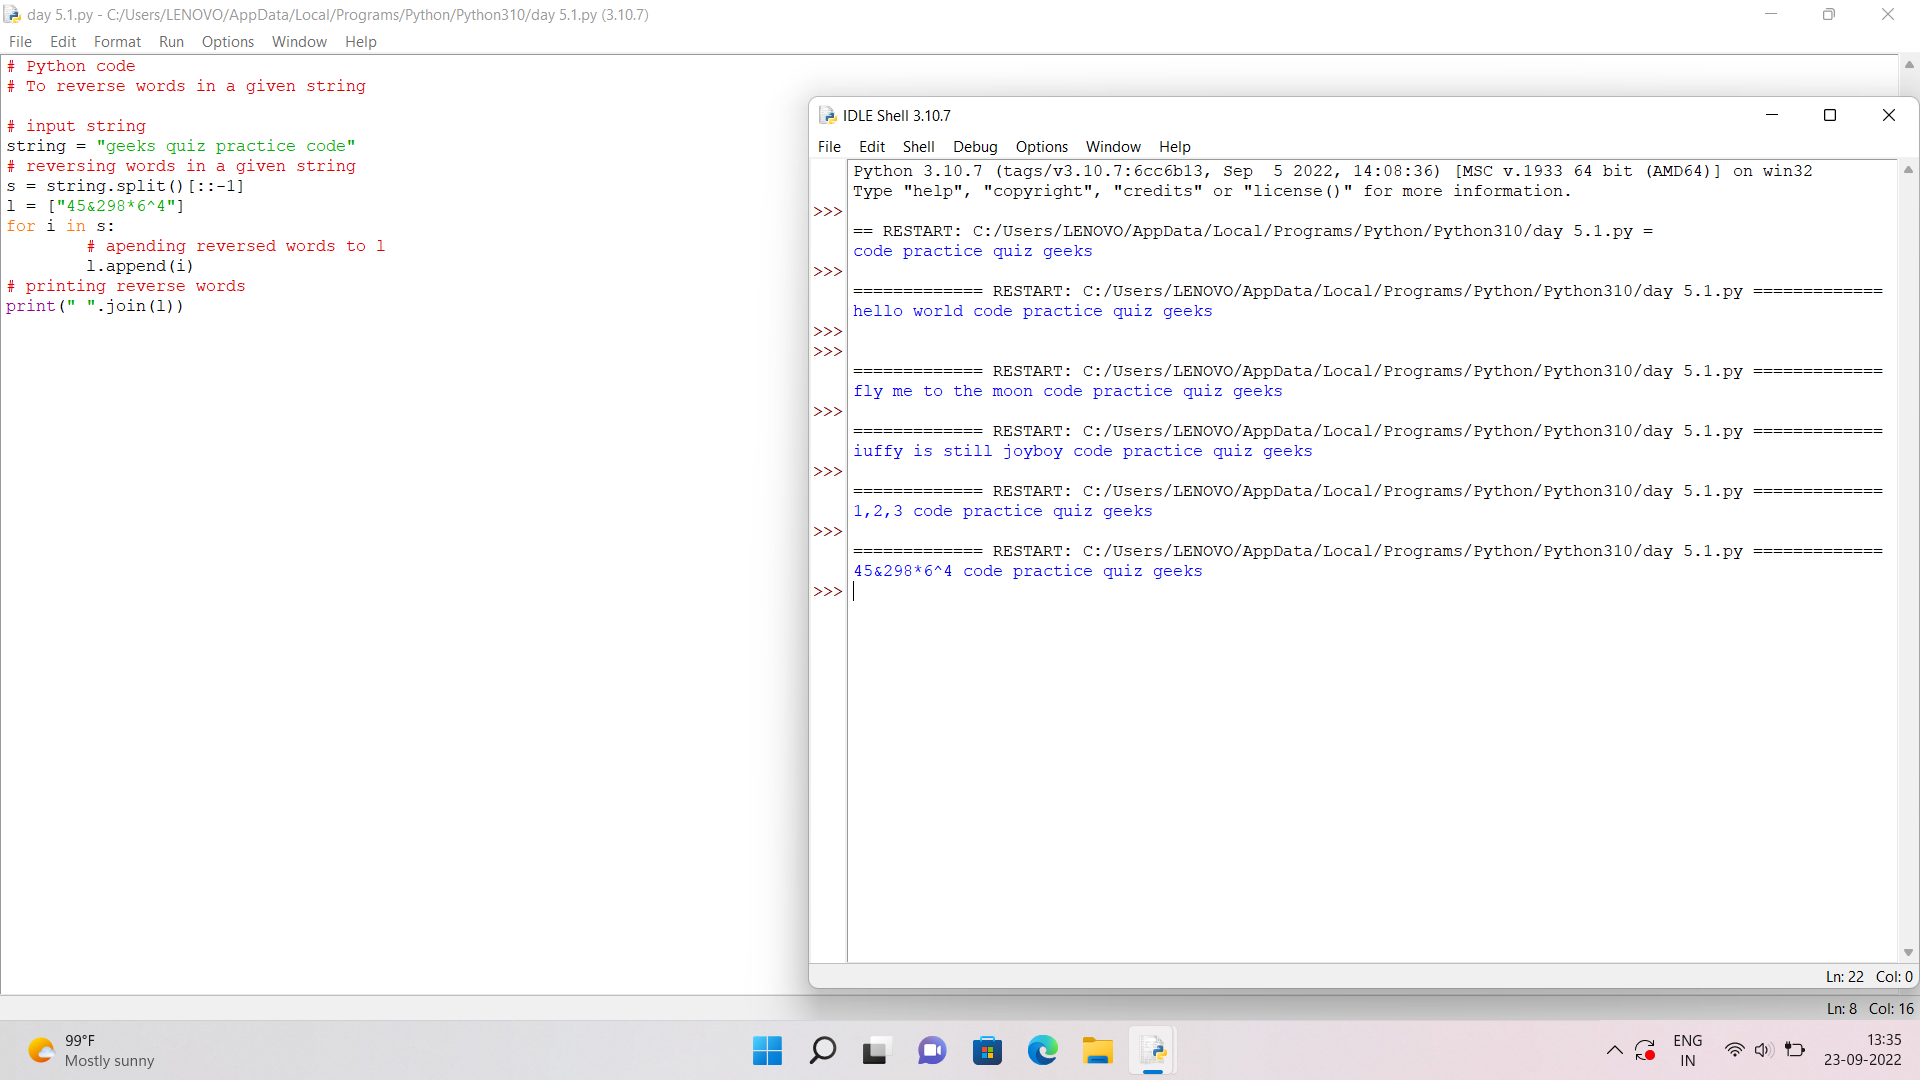 day 5.1.py - C:/Users/LENOVO/AppData/Local/Programs/Python/Python310/day 5.1.py (3.10.7)
File Edit Format Run Options Window Help
# Python code
# To reverse words in a given string
# input string
string = "geeks quiz practice code"
# reversing words in a given string
s = string.split()[::-1]
l = ["45&298*6^4"]
for i in s:
        # apending reversed words to l
        l.append(i)
# printing reverse words
print(" ".join(l))
IDLE Shell 3.10.7
File Edit Shell Debug Options Window Help
Python 3.10.7 (tags/v3.10.7:6cc6b13, Sep  5 2022, 14:08:36) [MSC v.1933 64 bit (AMD64)] on win32
Type "help", "copyright", "credits" or "license()" for more information.
>>>
== RESTART: C:/Users/LENOVO/AppData/Local/Programs/Python/Python310/day 5.1.py =
code practice quiz geeks
>>>
============= RESTART: C:/Users/LENOVO/AppData/Local/Programs/Python/Python310/day 5.1.py =============
hello world code practice quiz geeks
>>>
>>>
============= RESTART: C:/Users/LENOVO/AppData/Local/Programs/Python/Python310/day 5.1.py =============
fly me to the moon code practice quiz geeks
>>>
============= RESTART: C:/Users/LENOVO/AppData/Local/Programs/Python/Python310/day 5.1.py =============
iuffy is still joyboy code practice quiz geeks
>>>
============= RESTART: C:/Users/LENOVO/AppData/Local/Programs/Python/Python310/day 5.1.py =============
1,2,3 code practice quiz geeks
>>>
============= RESTART: C:/Users/LENOVO/AppData/Local/Programs/Python/Python310/day 5.1.py =============
45&298*6^4 code practice quiz geeks
>>>
Ln: 22 Col: 0
Ln: 8 Col: 16
99°F
Mostly sunny
ENG
IN
13:35
23-09-2022